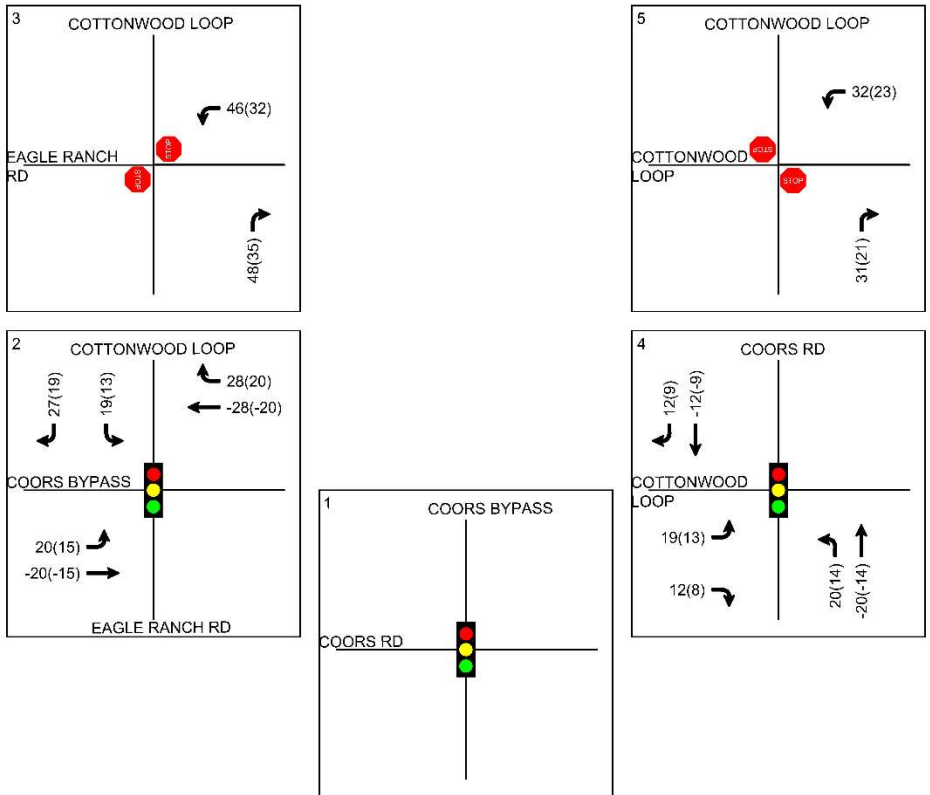 3
COTTONWOOD LOOP
46(32)
STOP
EAGLE RANCH
RD
STOP
48(35)
5
COTTONWOOD LOOP
32(23)
STOP
COTTONWOOD
LOOP
STOP
31(21)
2
COTTONWOOD LOOP
27(19)
19(13)
28(20)
-28(-20)
COORS BYPASS
20(15)
-20(-15)
EAGLE RANCH RD
1
COORS BYPASS
COORS RD
4
COORS RD
12(9)
-12(-9)
COTTONWOOD
LOOP
19(13)
12(8)
20(14)
-20(-14)